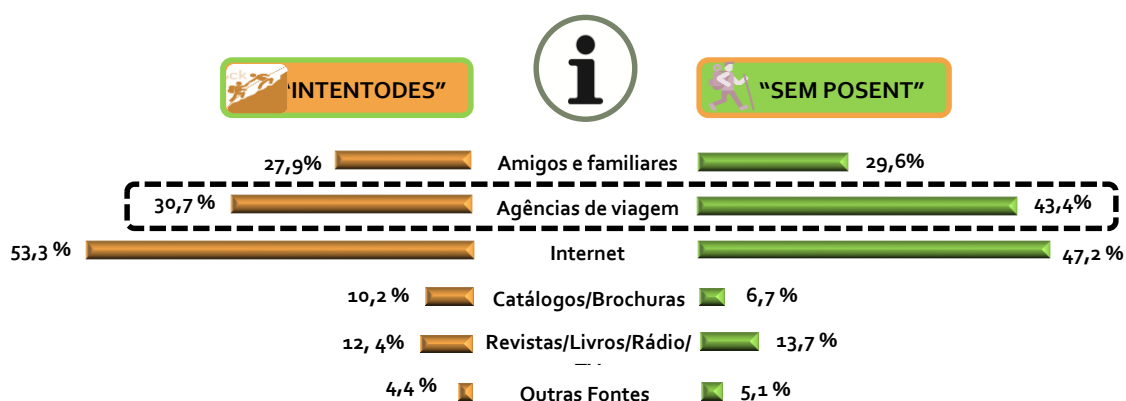 "INTENTODES"
"SEM POSENT"
27,9%
Amigos e familiares
29,6%
30,7 %
Agências de viagem
43,4%
53,3 %
Internet
47,2 %
10,2 %
Catálogos/Brochuras
6,7 %
12, 4%
Revistas/Livros/Rádio/
13,7 %
4,4 %
Outras Fontes
5,1 %